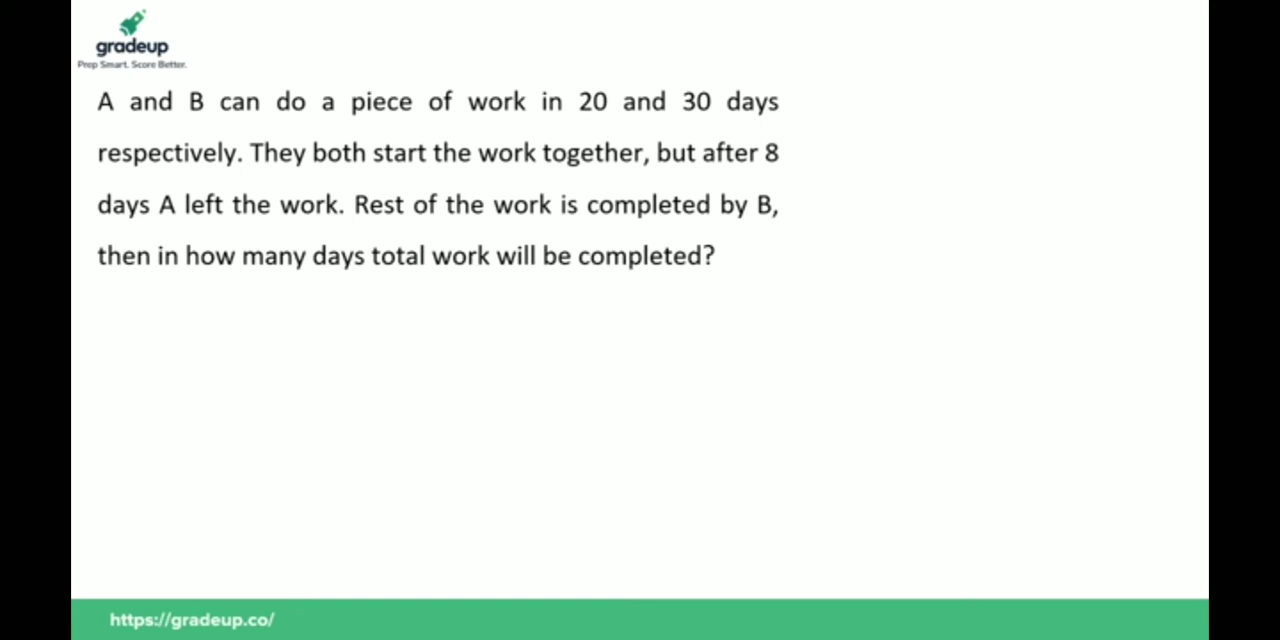 gradeup
Prep Smart. Score Better.
A and B can do a piece of work in 20 and 30 days
respectively. They both start the work together, but after 8
days A left the work. Rest of the work is completed by B,
then in how many days total work will be completed?
https://gradeup.co/